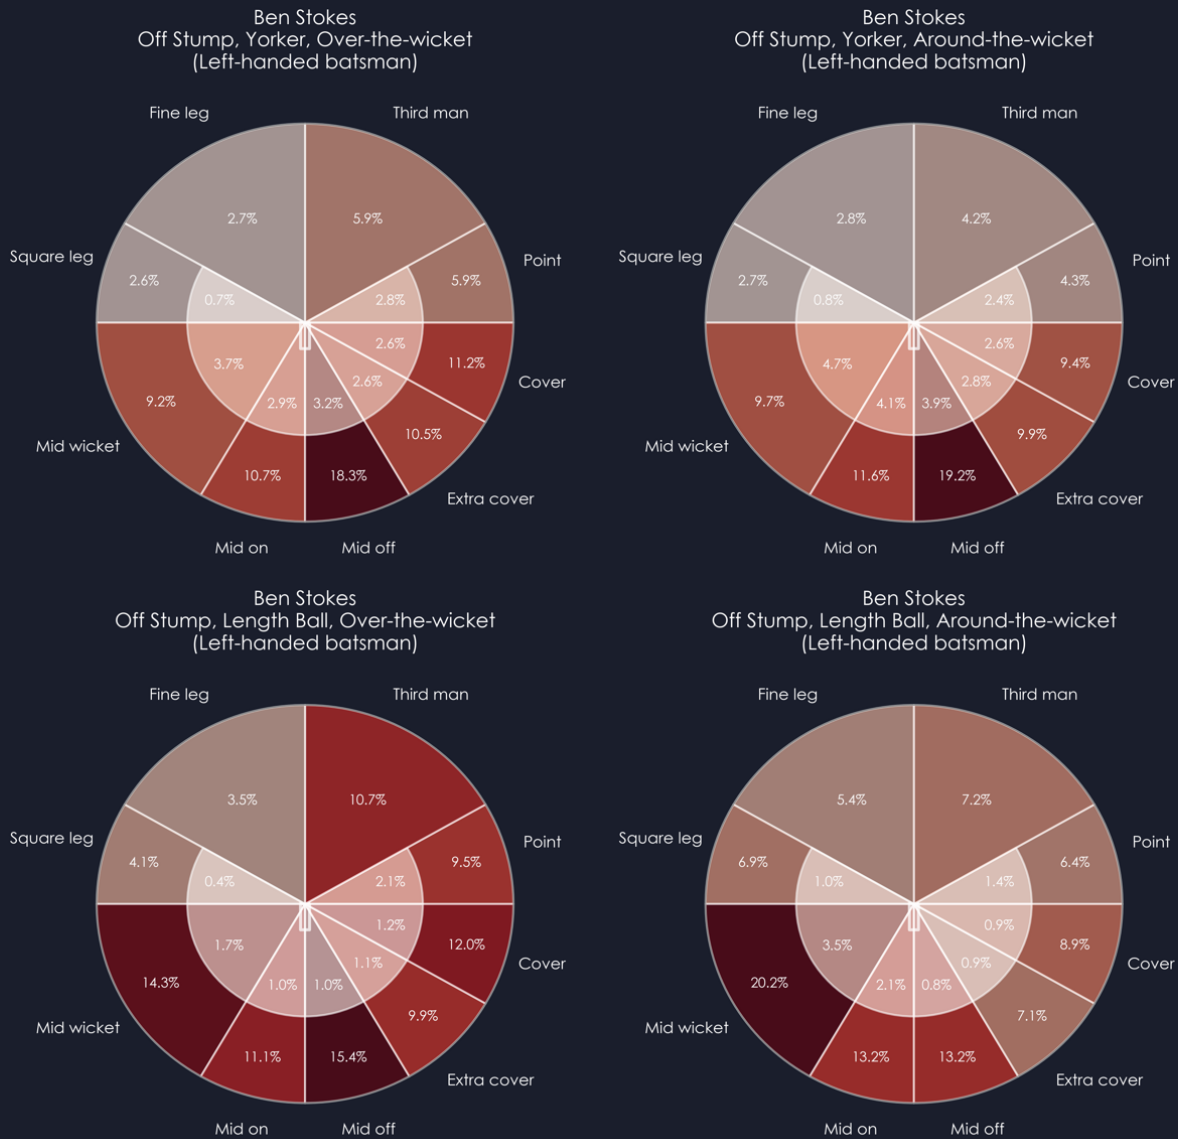 Ben Stokes
Off Stump, Yorker, Over-the-wicket
(Left-handed batsman)
Fine leg
Third man
2.7%
5.9%
Square leg
Point
2.6%
5.9%
0.7%
2.8%
3.7%
2.6%
11.2%
Cover
9.2%
2.6%
2.9%
3.2%
10.5%
Mid wicket
10.7%
18.3%
Extra cover
Mid on
Mid off
Ben Stokes
Off Stump, Yorker, Around-the-wicket
(Left-handed batsman)
Fine leg
Third man
2.8%
4.2%
Square leg
Point
2.7%
4.3%
0.8%
2.4%
4.7%
2.6%
9.4%
Cover
9.7%
2.8%
4.1%
3.9%
9.9%
Mid wicket
11.6%
19.2%
Extra cover
Mid on
Mid off
Ben Stokes
Off Stump, Length Ball, Over-the-wicket
(Left-handed batsman)
Fine leg
Third man
3.5%
10.7%
Square leg
Point
4.1%
9.5%
0.4%
2.1%
1.7%
1.2%
12.0%
Cover
14.3%
1.1%
1.0%
1.0%
9.9%
Mid wicket
11.1%
15.4%
Extra cover
Mid on
Mid off
Ben Stokes
Off Stump, Length Ball, Around-the-wicket
(Left-handed batsman)
Fine leg
Third man
5.4%
7.2%
Square leg
Point
6.9%
6.4%
1.0%
1.4%
3.5%
0.9%
8.9%
Cover
20.2%
0.9%
2.1%
0.8%
7.1%
Mid wicket
13.2%
13.2%
Extra cover
Mid on
Mid off